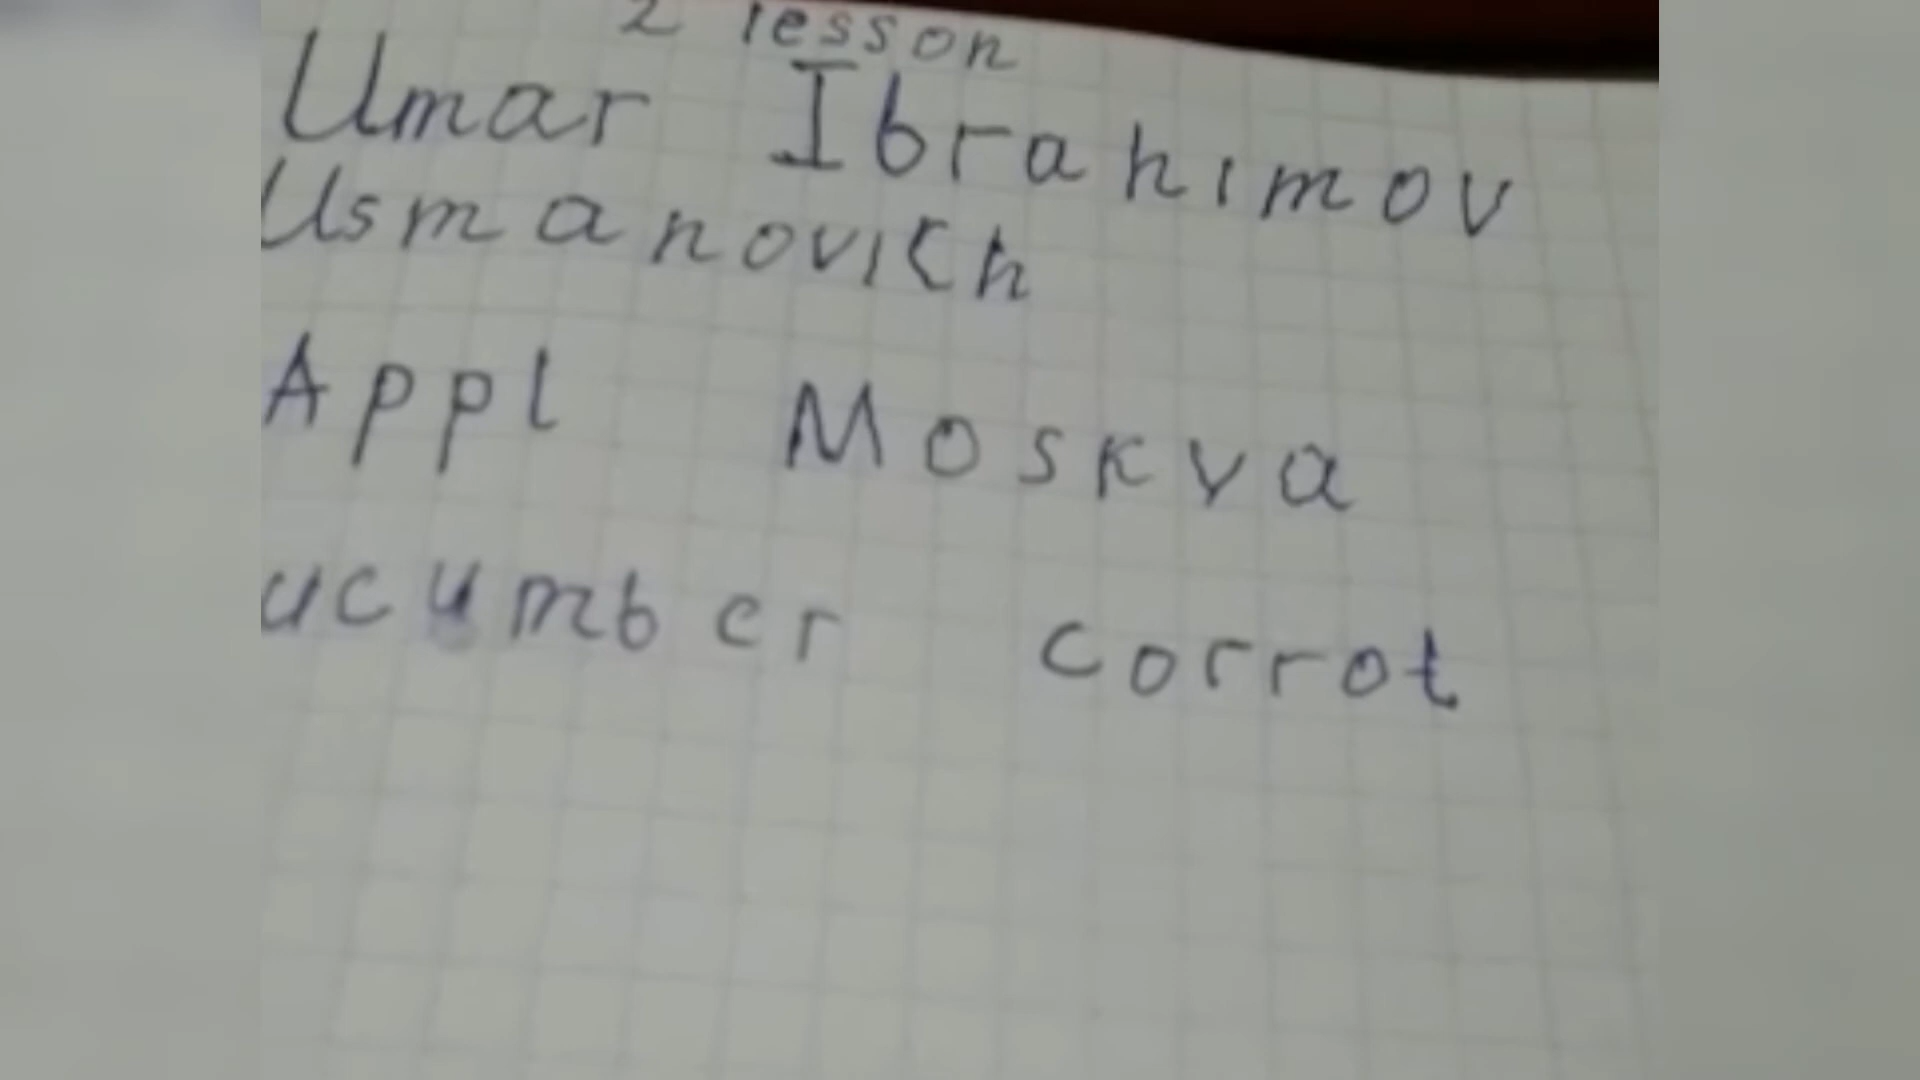 2 lesson
Umar Ibrahimov
Usmanovich
Appl Moskva
ucumber corrot